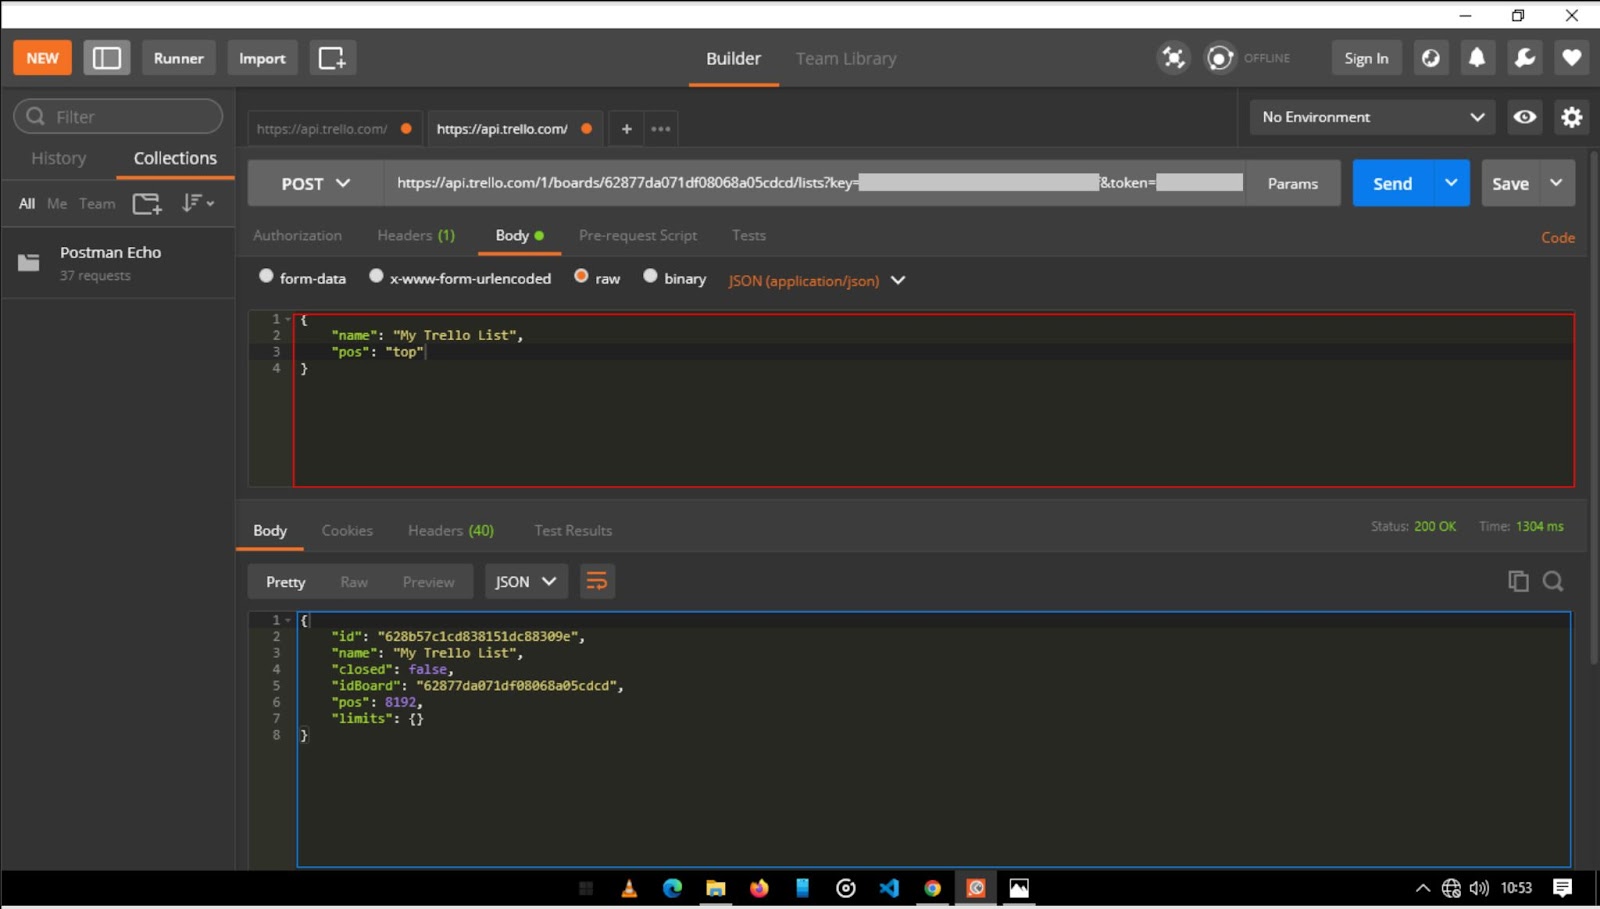 NEW Runner Import Builder Team Library OFFLINE Sign In
Filter
https://api.trello.com/ https://api.trello.com/ + ••• No Environment
History Collections
POST https://api.trello.com/1/boards/62877da071df08068a05cdcd/lists?key= &token= Params Send Save
All Me Team
Authorization Headers (1) Body Pre-request Script Tests Code
Postman Echo
37 requests
form-data x-www-form-urlencoded raw binary JSON (application/json)
1 {
2 "name": "My Trello List",
3 "pos": "top"
4 }
Body Cookies Headers (40) Test Results Status: 200 OK Time: 1304 ms
Pretty Raw Preview JSON
1 {
2 "id": "628b57c1cd838151dc88309e",
3 "name": "My Trello List",
4 "closed": false,
5 "idBoard": "62877da071df08068a05cdcd",
6 "pos": 8192,
7 "limits": {}
8 }
10:53